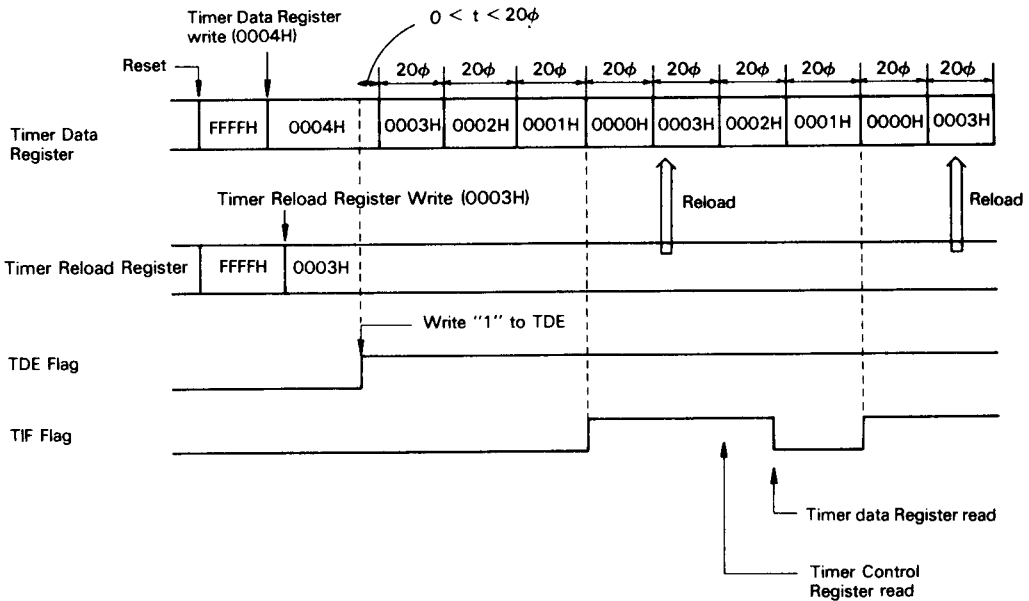 Timer Data Register
write (0004H)
0 < t < 20ϕ
Reset
20ϕ 20ϕ 20ϕ 20ϕ 20ϕ 20ϕ 20ϕ 20ϕ 20ϕ
Timer Data
Register
FFFFH 0004H 0003H 0002H 0001H 0000H 0003H 0002H 0001H 0000H 0003H
Timer Reload Register Write (0003H)
Reload
Reload
Timer Reload Register FFFFH 0003H
Write "1" to TDE
TDE Flag
TIF Flag
Timer data Register read
Timer Control
Register read